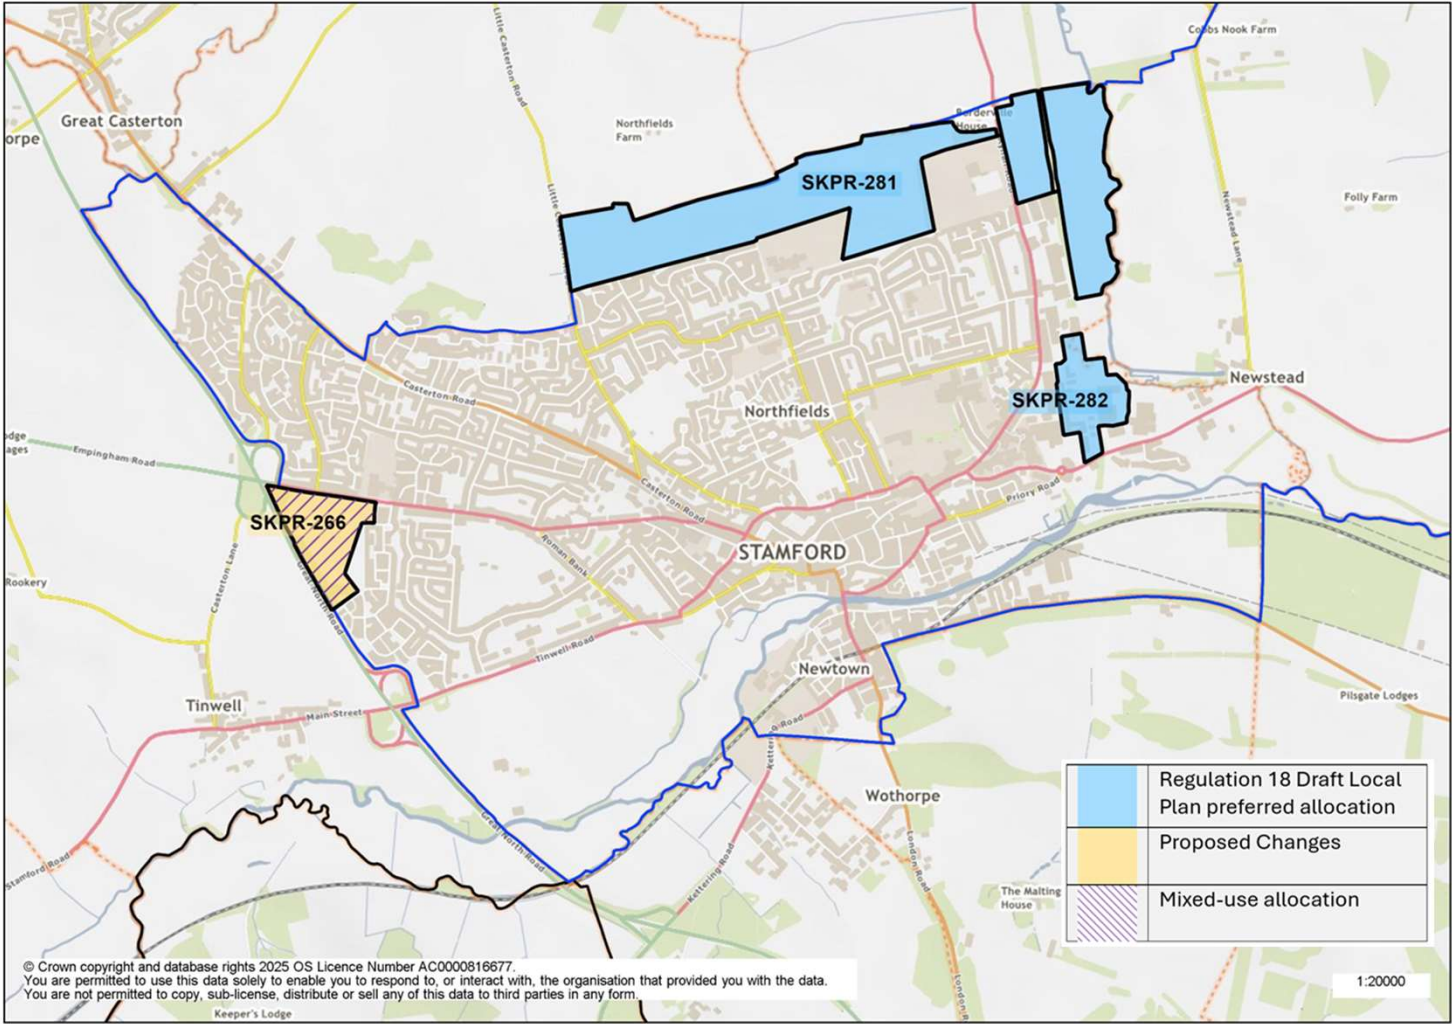 Cobbs Nook Farm
Little Casterton Road
Great Casterton
Northfields
Farm
Borderville
House
orpe
SKPR-281
Folly Farm
Newstead Lane
Casterton Road
Newstead
SKPR-282
Northfields
Empingham Road
Casterton Road
Priory Road
SKPR-266
STAMFORD
Roman Bank
Rookery
Casterton Lane
Great North Road
Tinwell Road
Newtown
Tinwell
Main Street
Pilsgate Lodges
Kettering Road
Wothorpe
Great North Road
Stamford Road
Kettering Road
London Road
The Malting
House
London R
Regulation 18 Draft Local
Plan preferred allocation
Proposed Changes
Mixed-use allocation
© Crown copyright and database rights 2025 OS Licence Number AC0000816677.
You are permitted to use this data solely to enable you to respond to, or interact with, the organisation that provided you with the data.
You are not permitted to copy, sub-license, distribute or sell any of this data to third parties in any form.
1:20000
Keeper's Lodge